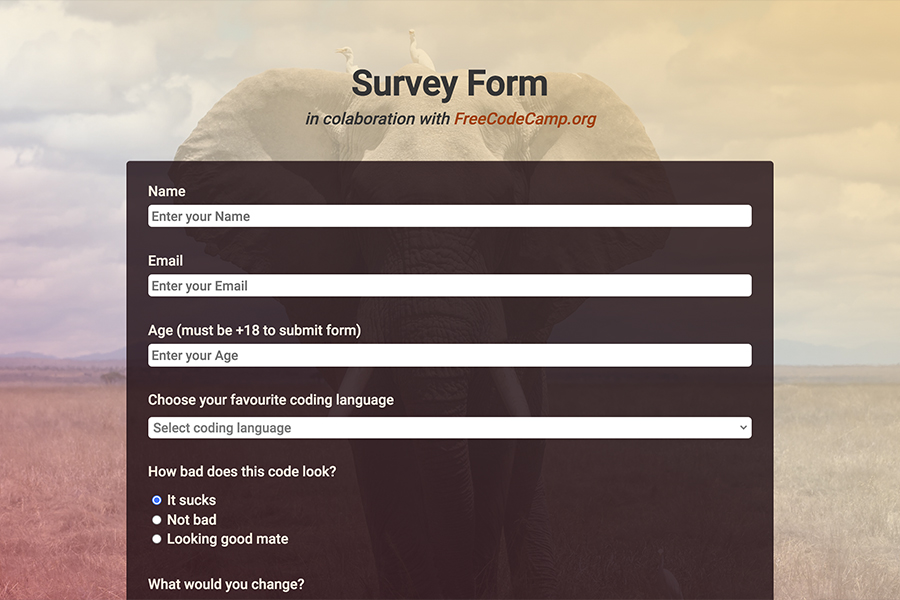 Survey Form
in colaboration with FreeCodeCamp.org
Name
Enter your Name
Email
Enter your Email
Age (must be +18 to submit form)
Enter your Age
Choose your favourite coding language
Select coding language
How bad does this code look?
It sucks
Not bad
Looking good mate
What would you change?